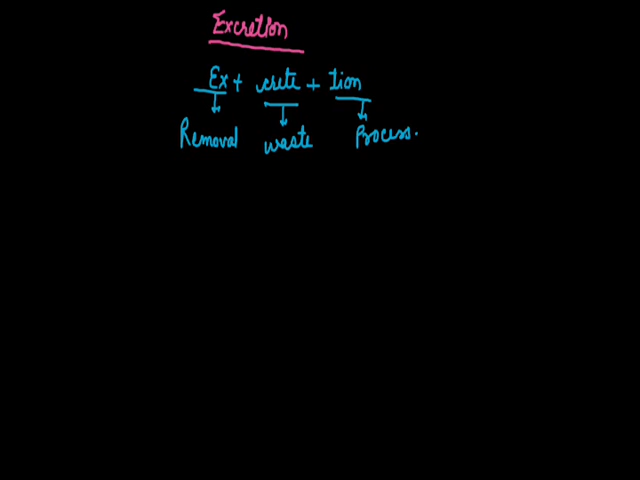 Excretion
Ex + crete + tion
Removal waste Process.